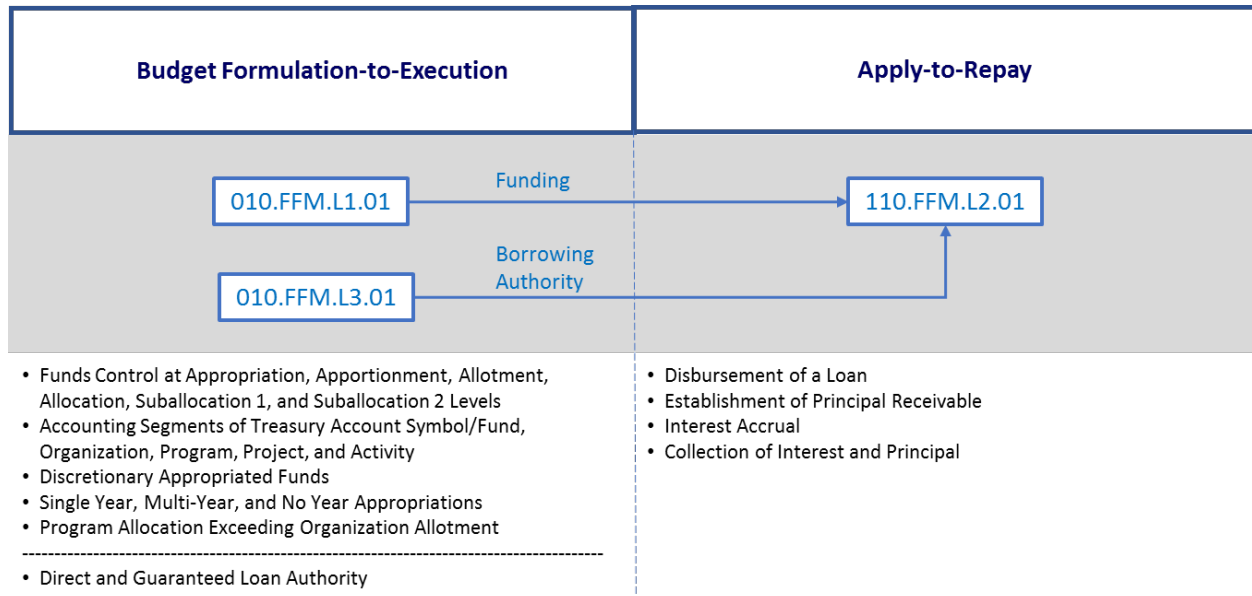 Budget Formulation-to-Execution
Apply-to-Repay
010.FFM.L1.01
Funding
110.FFM.L2.01
Borrowing
Authority
010.FFM.L3.01
• Funds Control at Appropriation, Apportionment, Allotment,
Allocation, Suballocation 1, and Suballocation 2 Levels
• Accounting Segments of Treasury Account Symbol/Fund,
Organization, Program, Project, and Activity
• Discretionary Appropriated Funds
• Single Year, Multi-Year, and No Year Appropriations
• Program Allocation Exceeding Organization Allotment
-----------------------------------------------------------------------------------------
• Direct and Guaranteed Loan Authority
• Disbursement of a Loan
• Establishment of Principal Receivable
• Interest Accrual
• Collection of Interest and Principal